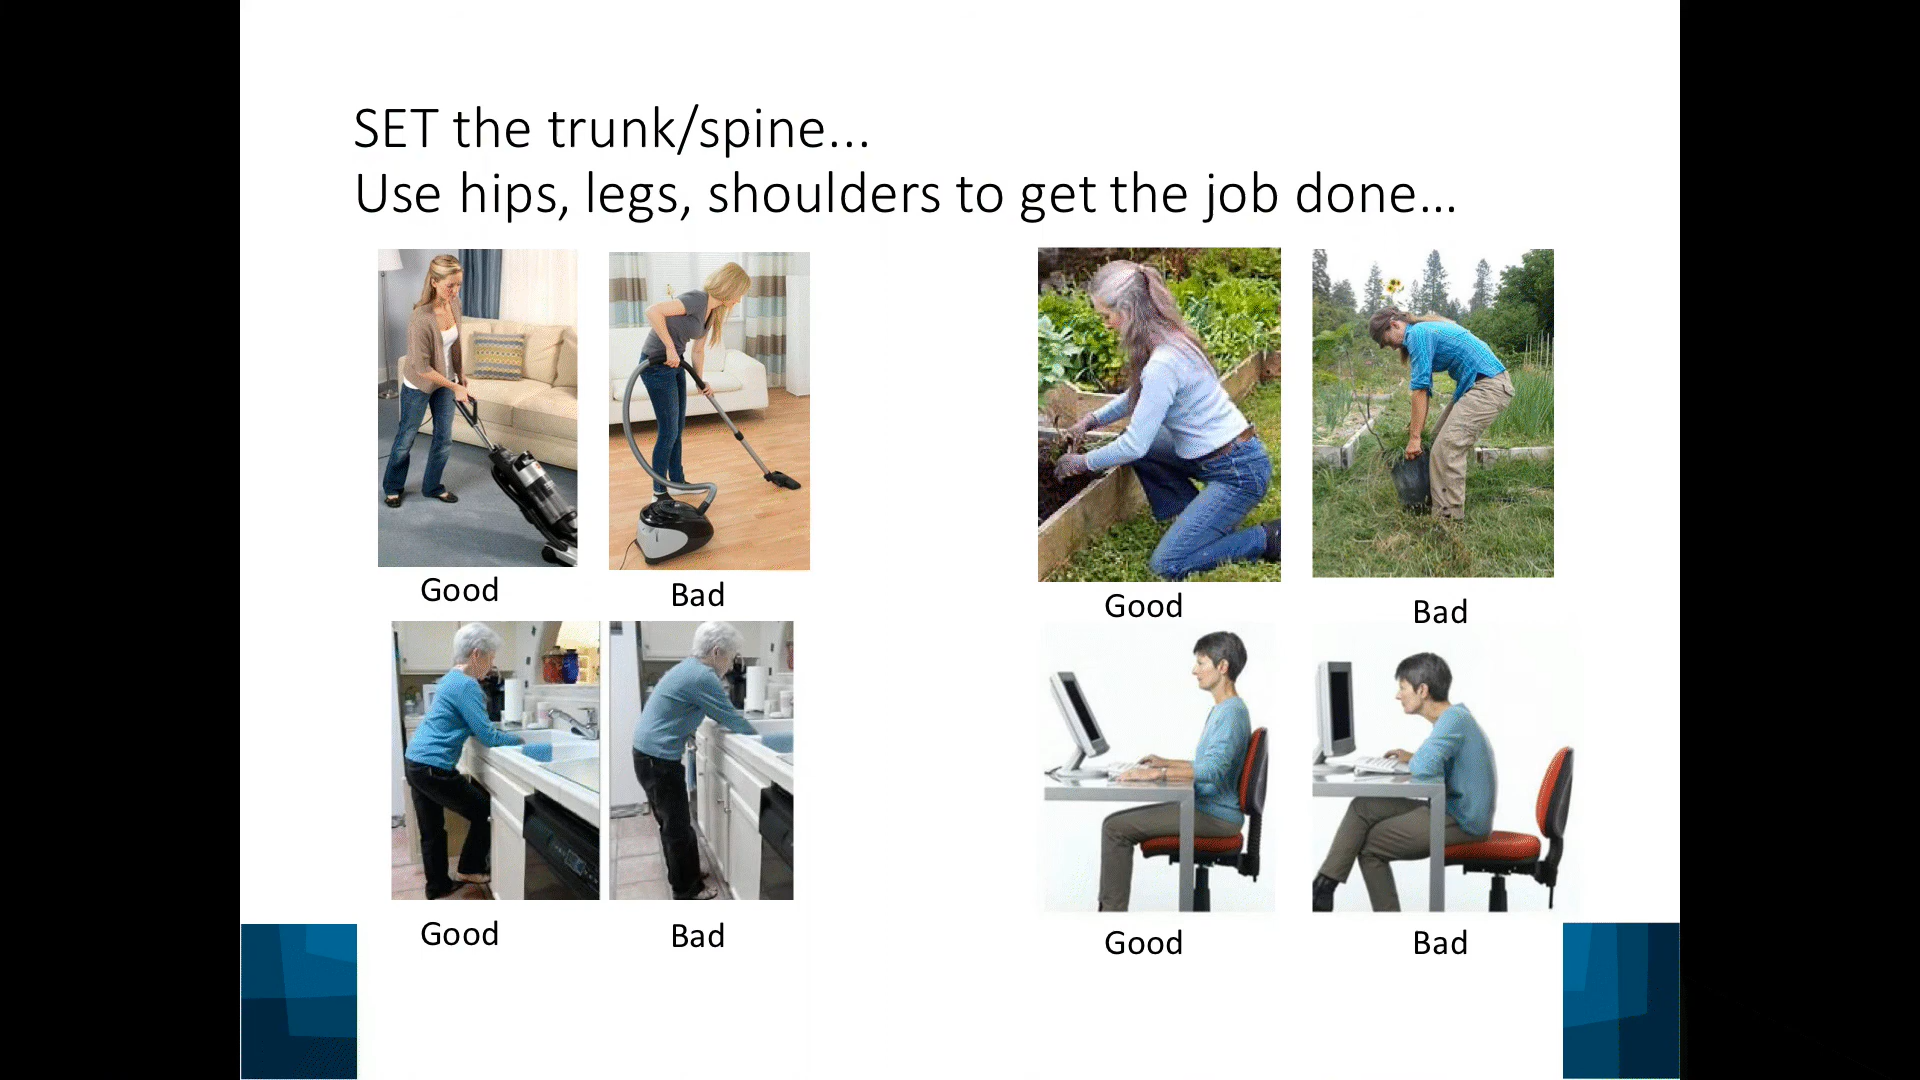 SET the trunk/spine...
Use hips, legs, shoulders to get the job done...
Good
Bad
Good
Bad
Good
Bad
Good
Bad